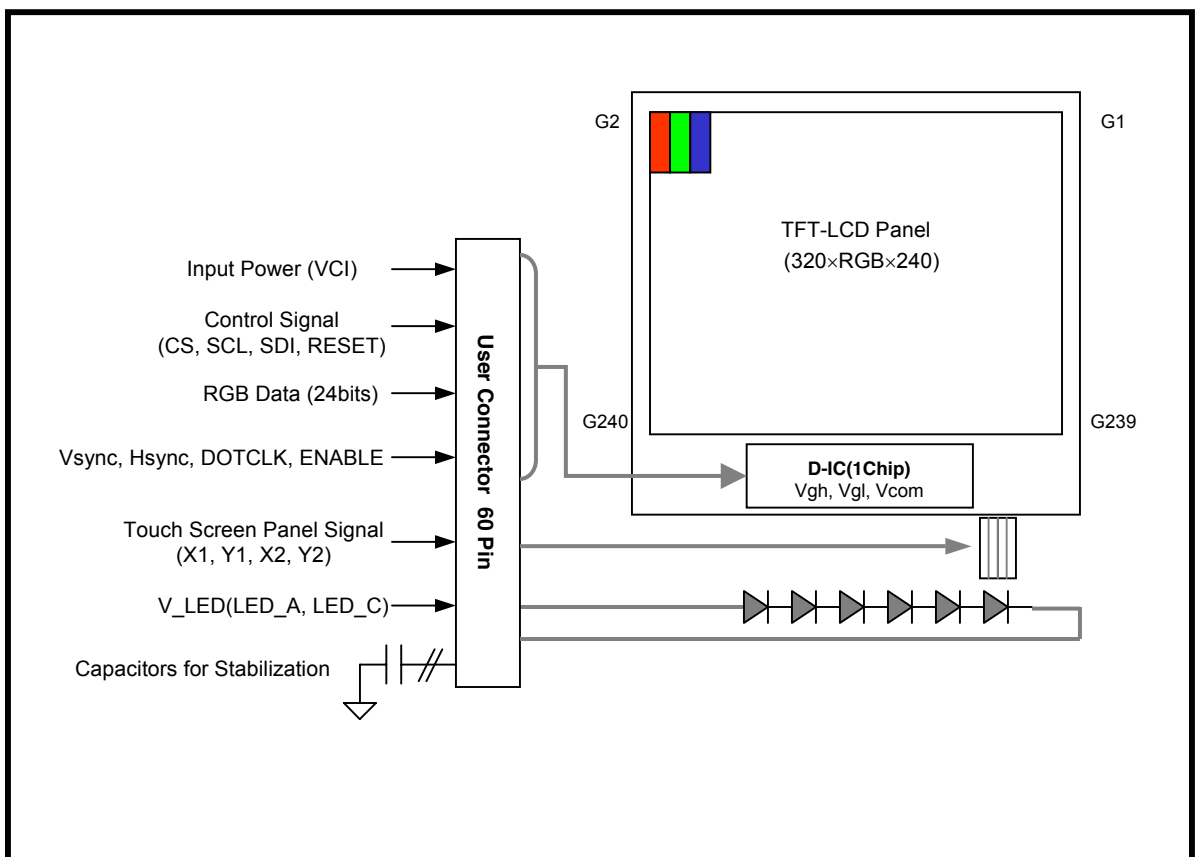 G2
G1
TFT-LCD Panel
(320×RGB×240)
Input Power (VCI)
Control Signal
(CS, SCL, SDI, RESET)
RGB Data (24bits)
Vsync, Hsync, DOTCLK, ENABLE
Touch Screen Panel Signal
(X1, Y1, X2, Y2)
V_LED(LED_A, LED_C)
Capacitors for Stabilization
User Connector 60 Pin
G240
G239
D-IC(1Chip)
Vgh, Vgl, Vcom